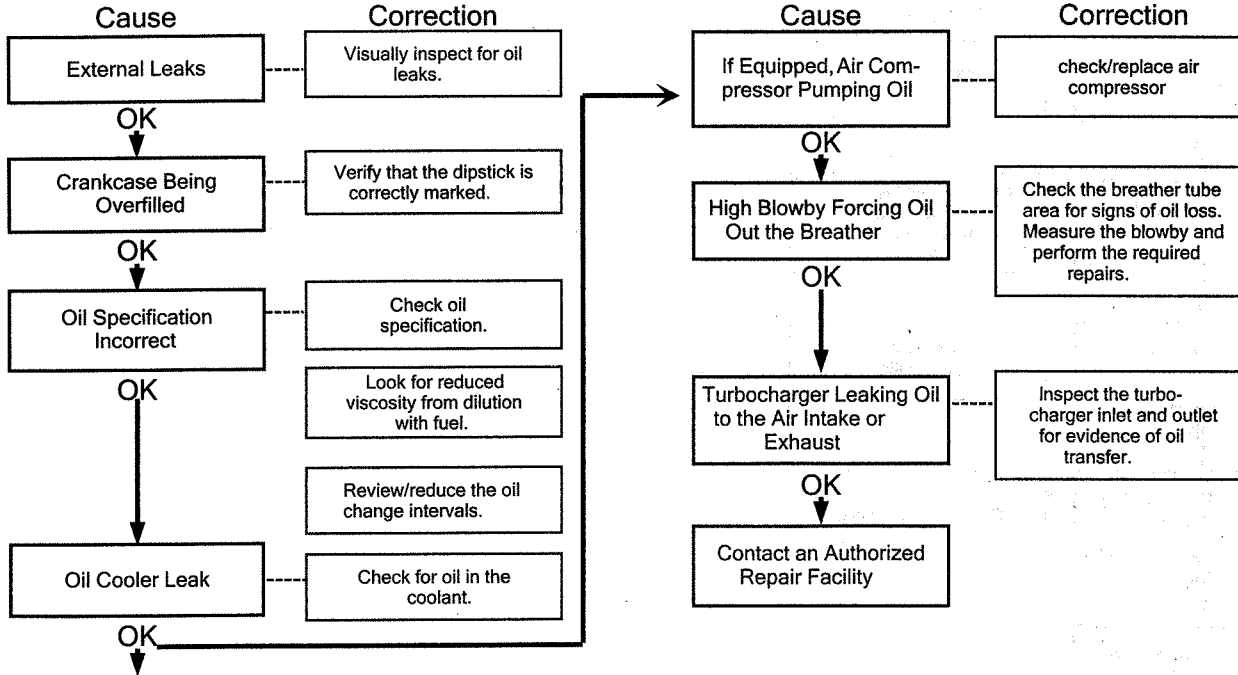 Cause
Correction
External Leaks
Visually inspect for oil
leaks.
OK
Crankcase Being
Overfilled
Verify that the dipstick is
correctly marked.
OK
Oil Specification
Incorrect
Check oil
specification.
OK
Look for reduced
viscosity from dilution
with fuel.
Review/reduce the oil
change intervals.
Oil Cooler Leak
Check for oil in the
coolant.
OK
Cause
Correction
If Equipped, Air Com-
pressor Pumping Oil
check/replace air
compressor
OK
High Blowby Forcing Oil
Out the Breather
Check the breather tube
area for signs of oil loss.
Measure the blowby and
perform the required
repairs.
OK
Turbocharger Leaking Oil
to the Air Intake or
Exhaust
Inspect the turbo-
charger inlet and outlet
for evidence of oil
transfer.
OK
Contact an Authorized
Repair Facility